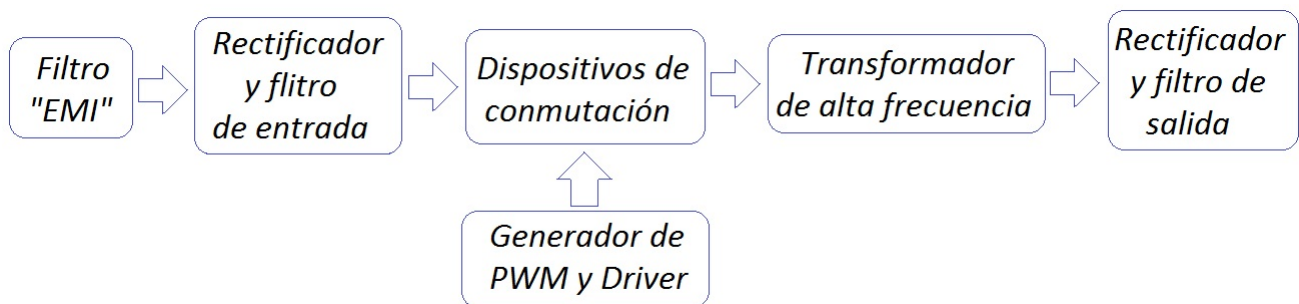 Filtro
"EMI"
Rectificador
y flitro
de entrada
Dispositivos de
conmutación
Transformador
de alta frecuencia
Rectificador
y filtro de
salida
Generador de
PWM y Driver